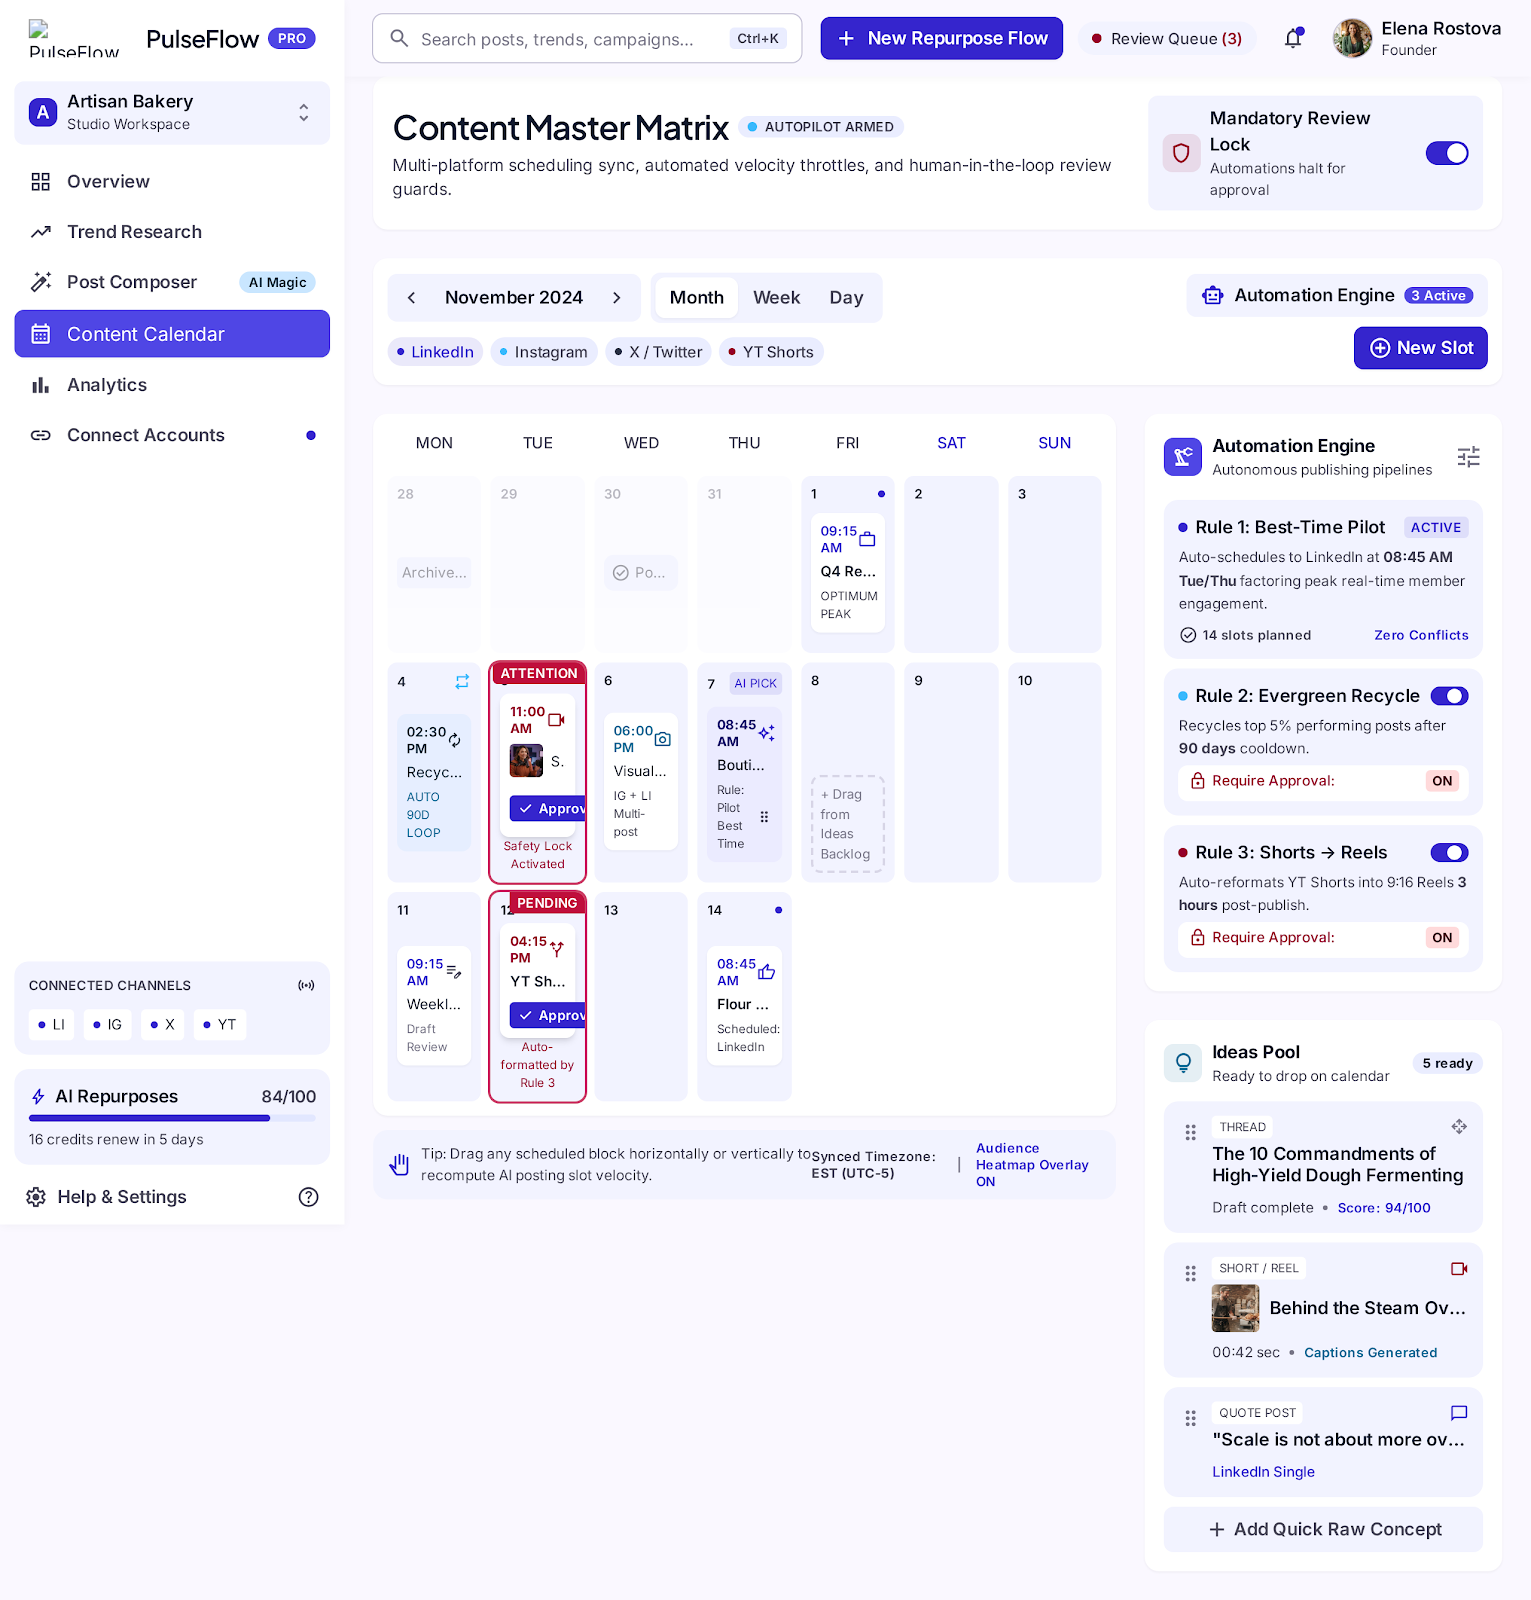 PulseFlow
PulseFlow PRO
Search posts, trends, campaigns... Ctrl+K
New Repurpose Flow
Review Queue (3)
Elena Rostova
Founder
A
Artisan Bakery
Studio Workspace
Overview
Trend Research
Post Composer AI Magic
Content Calendar
Analytics
Connect Accounts
CONNECTED CHANNELS
LI IG X YT
AI Repurposes 84/100
16 credits renew in 5 days
Help & Settings
Content Master Matrix AUTOPILOT ARMED
Multi-platform scheduling sync, automated velocity throttles, and human-in-the-loop review
guards.
Mandatory Review
Lock
Automations halt for
approval
November 2024
Month Week Day
Automation Engine 3 Active
LinkedIn Instagram X / Twitter YT Shorts
New Slot
MON TUE WED THU FRI SAT SUN
28
Archive...
29
30
Po...
31
1
09:15
AM
Q4 Re...
OPTIMUM
PEAK
2
3
4
02:30
PM
Recyc...
AUTO
90D
LOOP
ATTENTION
11:00
AM
S.
Approv
Safety Lock
Activated
6
06:00
PM
Visual...
IG + LI
Multi-
post
7 AI PICK
08:45
AM
Bouti...
Rule:
Pilot
Best
Time
8
+ Drag
from
Ideas
Backlog
9
10
11
09:15
AM
Weekl...
Draft
Review
12 PENDING
04:15
PM
YT Sh...
Approv
Auto-
formatted by
Rule 3
13
14
08:45
AM
Flour ...
Scheduled:
LinkedIn
Tip: Drag any scheduled block horizontally or vertically to
recompute AI posting slot velocity.
Synced Timezone:
EST (UTC-5)
|
Audience
Heatmap Overlay
ON
Automation Engine
Autonomous publishing pipelines
Rule 1: Best-Time Pilot ACTIVE
Auto-schedules to LinkedIn at 08:45 AM
Tue/Thu factoring peak real-time member
engagement.
14 slots planned Zero Conflicts
Rule 2: Evergreen Recycle
Recycles top 5% performing posts after
90 days cooldown.
Require Approval: ON
Rule 3: Shorts → Reels
Auto-reformats YT Shorts into 9:16 Reels 3
hours post-publish.
Require Approval: ON
Ideas Pool
Ready to drop on calendar
5 ready
THREAD
The 10 Commandments of
High-Yield Dough Fermenting
Draft complete • Score: 94/100
SHORT / REEL
Behind the Steam Ov...
00:42 sec • Captions Generated
QUOTE POST
"Scale is not about more ov...
LinkedIn Single
Add Quick Raw Concept